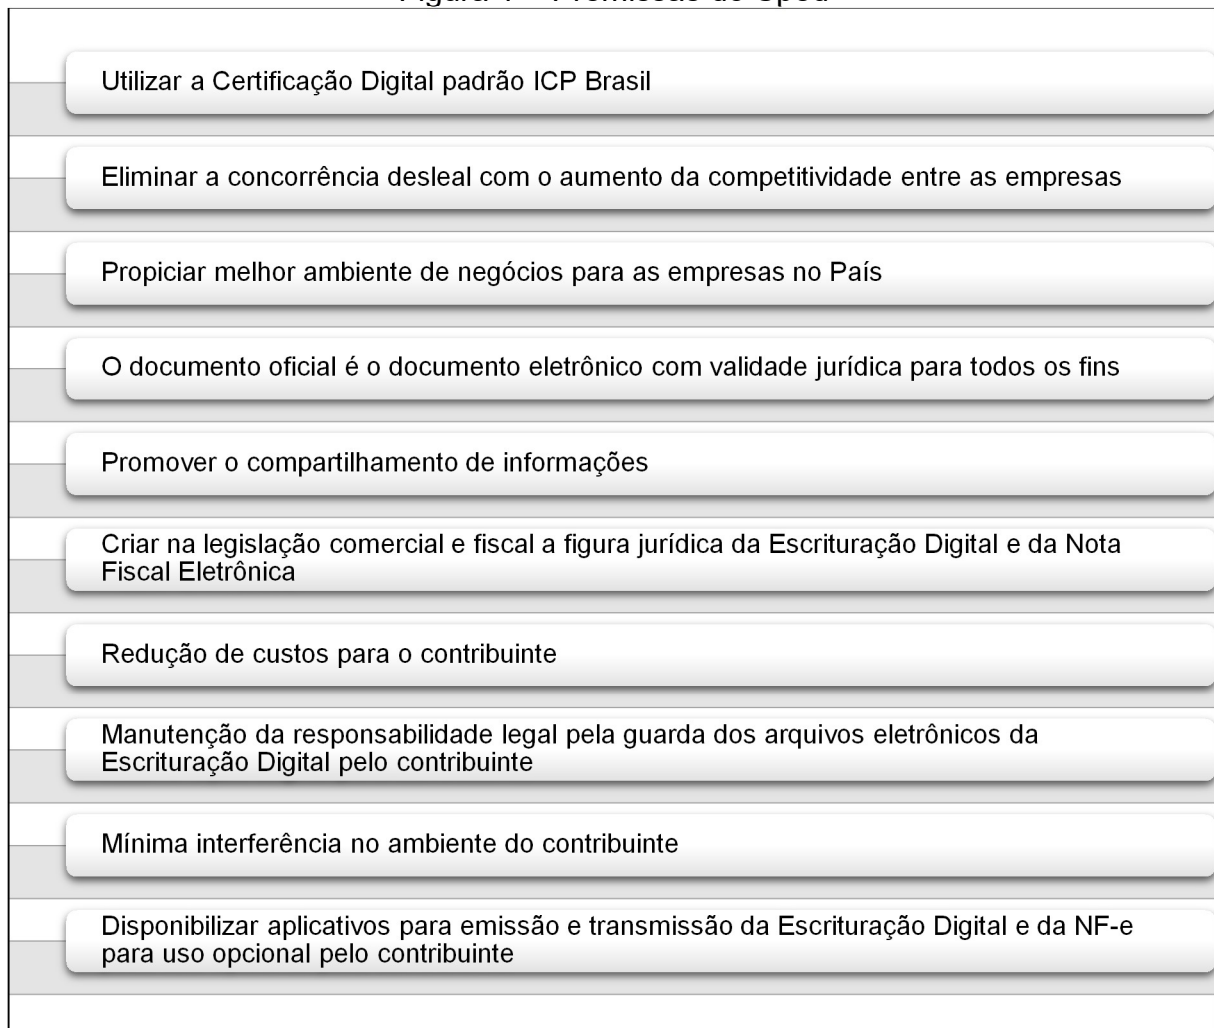 Utilizar a Certificação Digital padrão ICP Brasil
Eliminar a concorrência desleal com o aumento da competitividade entre as empresas
Propiciar melhor ambiente de negócios para as empresas no País
O documento oficial é o documento eletrônico com validade jurídica para todos os fins
Promover o compartilhamento de informações
Criar na legislação comercial e fiscal a figura jurídica da Escrituração Digital e da Nota
Fiscal Eletrônica
Redução de custos para o contribuinte
Manutenção da responsabilidade legal pela guarda dos arquivos eletrônicos da
Escrituração Digital pelo contribuinte
Mínima interferência no ambiente do contribuinte
Disponibilizar aplicativos para emissão e transmissão da Escrituração Digital e da NF-e
para uso opcional pelo contribuinte